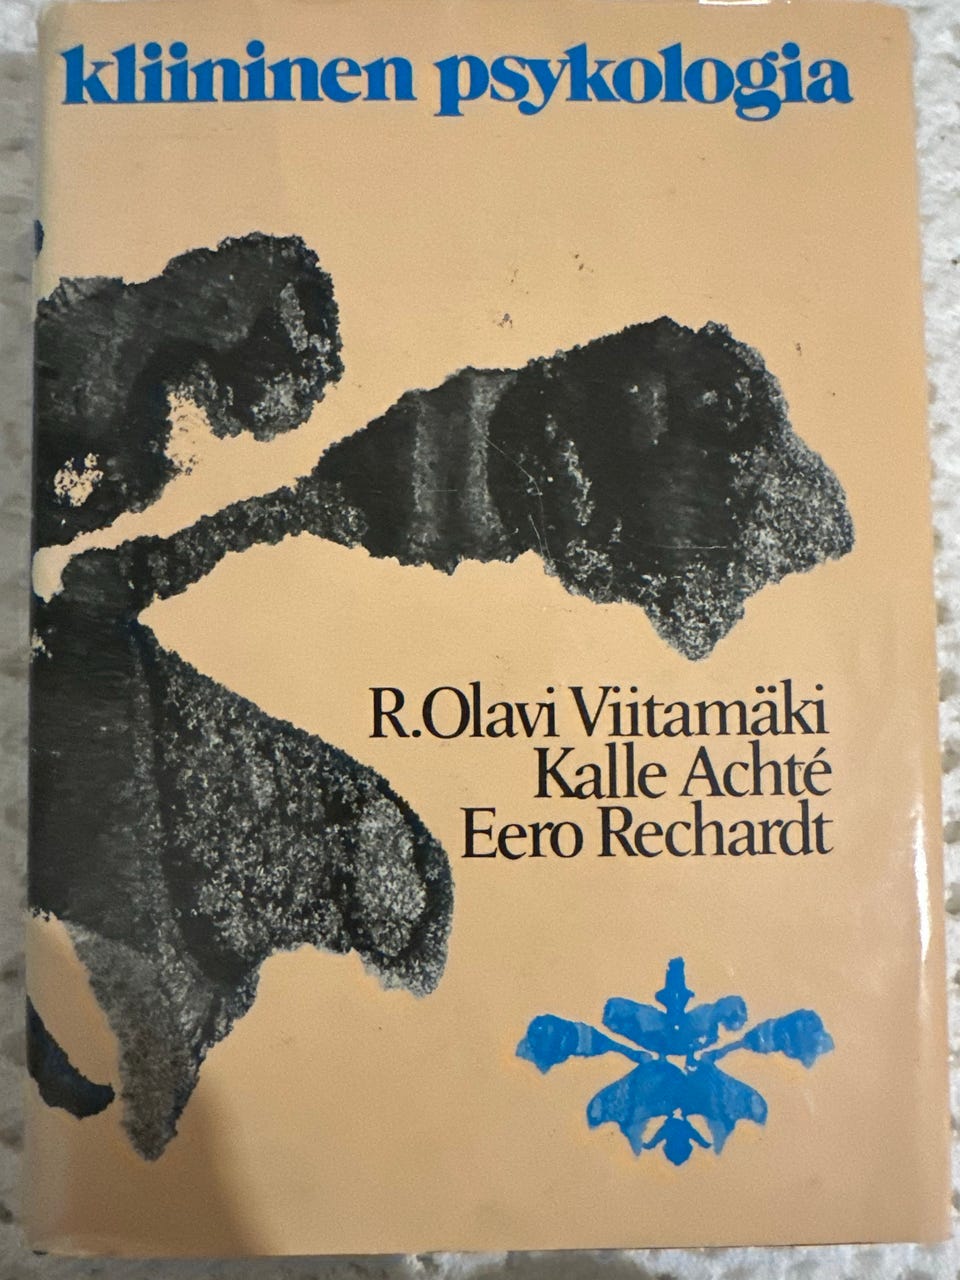 kliininen psykologia
R.Olavi Viitamäki
Kalle Achté
Eero Rechardt